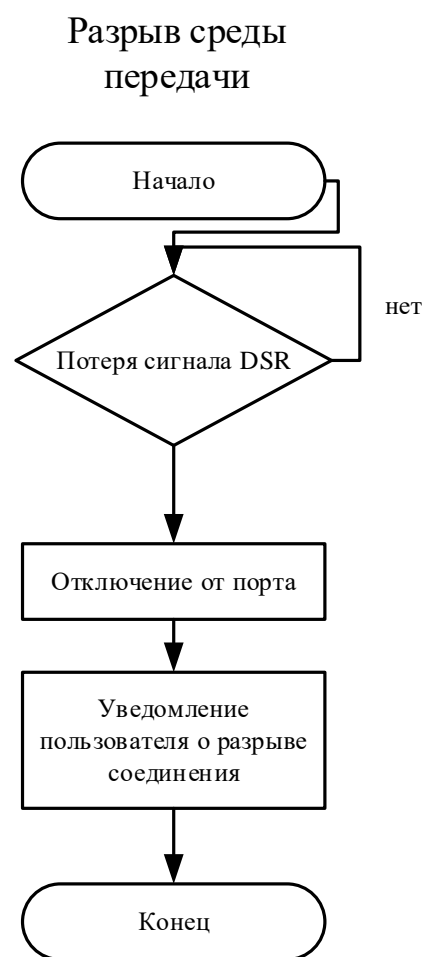 Разрыв среды
передачи
Начало
нет
Потеря сигнала DSR
Отключение от порта
Уведомление
пользователя о разрыве
соединения
Конец